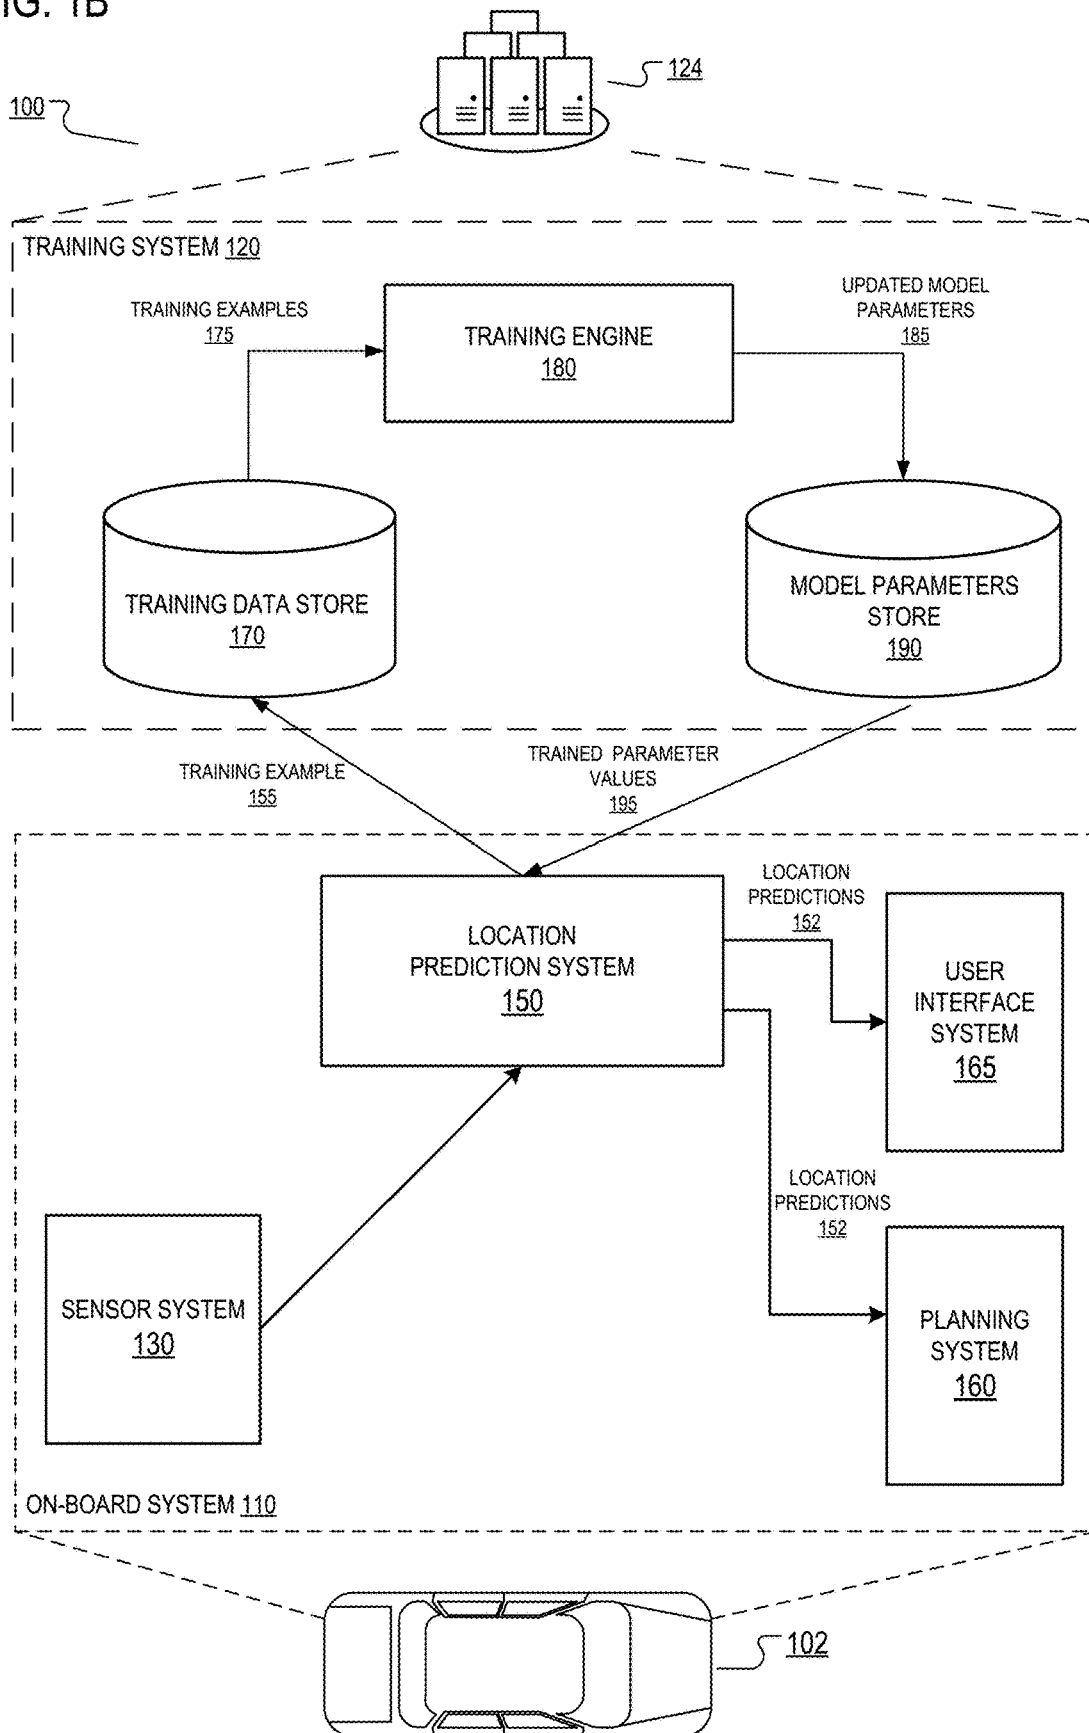 IG. 1B
124
100
TRAINING SYSTEM 120
TRAINING EXAMPLES
175
TRAINING ENGINE
180
UPDATED MODEL
PARAMETERS
185
TRAINING DATA STORE
170
MODEL PARAMETERS
STORE
190
TRAINING EXAMPLE
155
TRAINED PARAMETER
VALUES
195
LOCATION
PREDICTION SYSTEM
150
LOCATION
PREDICTIONS
152
USER
INTERFACE
SYSTEM
165
LOCATION
PREDICTIONS
152
SENSOR SYSTEM
130
PLANNING
SYSTEM
160
ON-BOARD SYSTEM 110
102